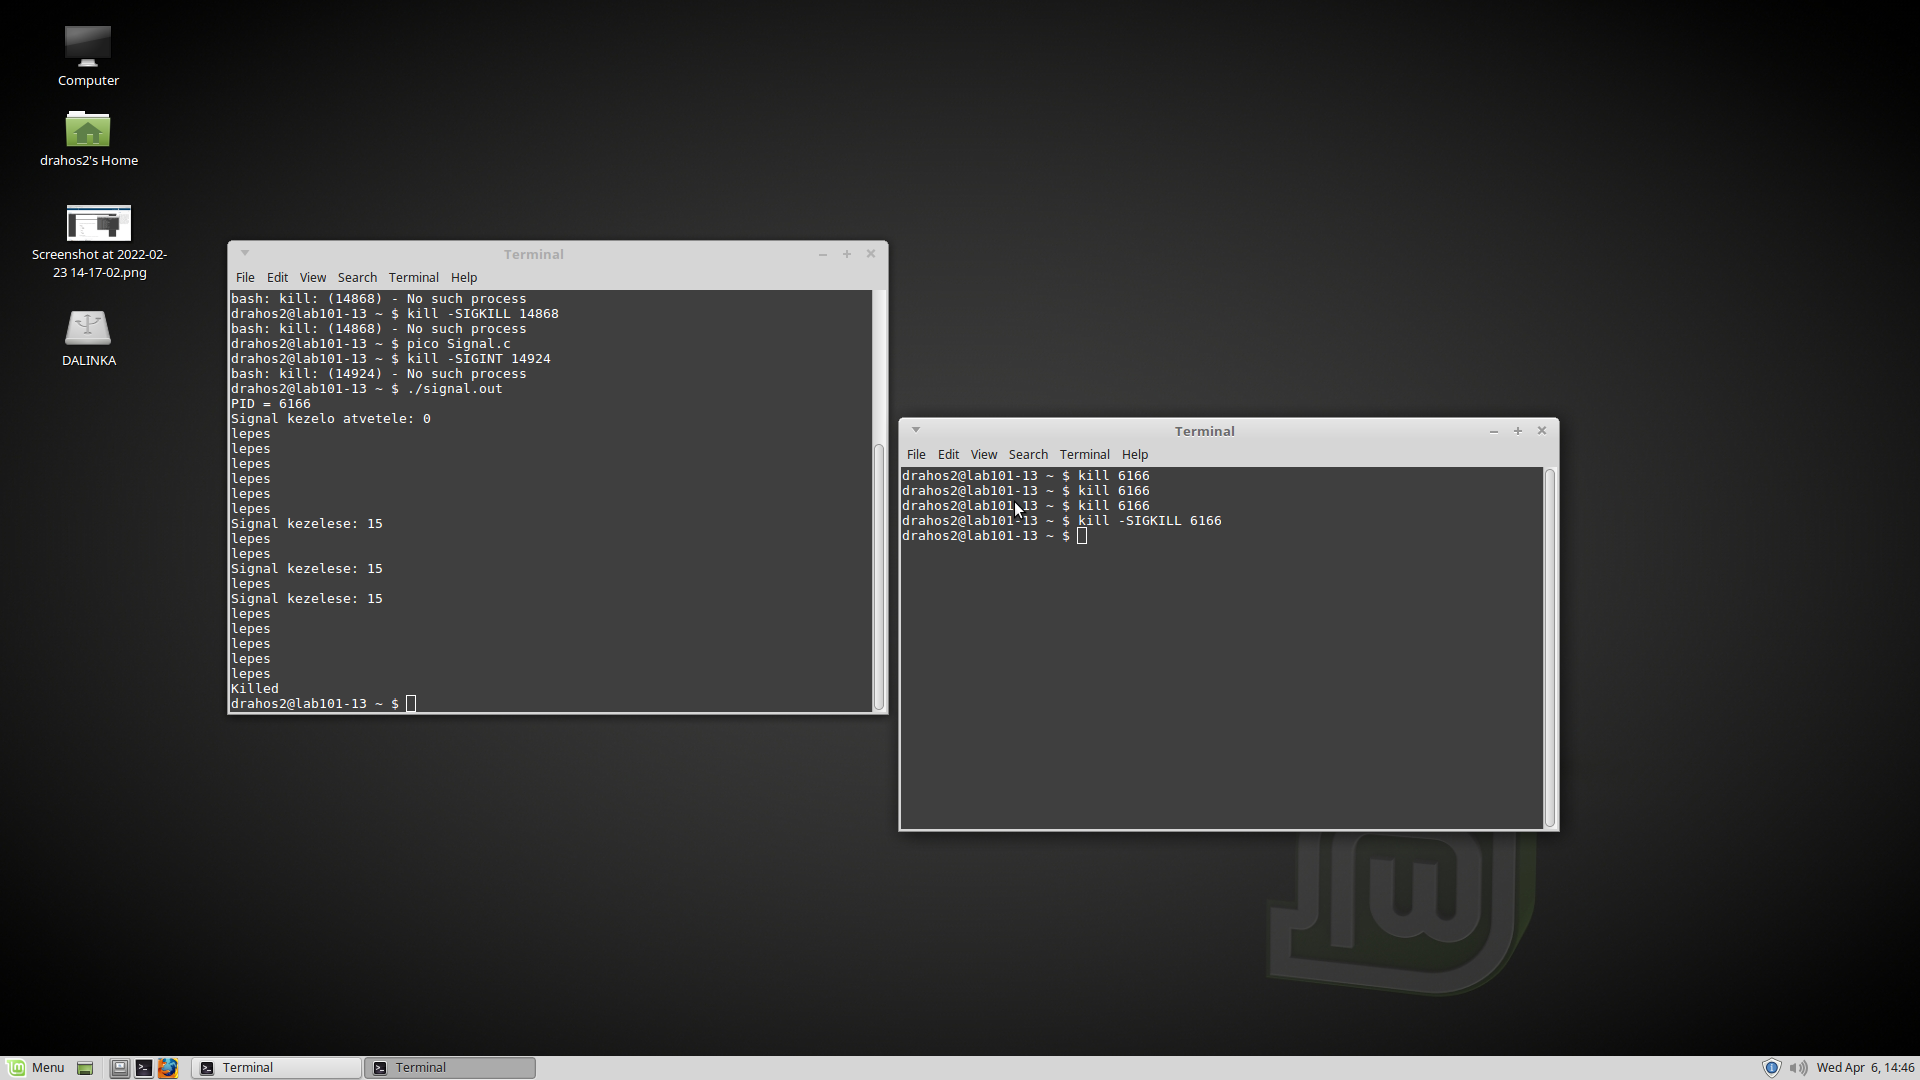 Computer
drahos2's Home
Screenshot at 2022-02-
23 14-17-02.png
DALINKA
Terminal
File Edit View Search Terminal Help
bash: kill: (14868) - No such process
drahos2@lab101-13 ~ $ kill -SIGKILL 14868
bash: kill: (14868) - No such process
drahos2@lab101-13 ~ $ pico Signal.c
drahos2@lab101-13 ~ $ kill -SIGINT 14924
bash: kill: (14924) - No such process
drahos2@lab101-13 ~ $ ./signal.out
PID = 6166
Signal kezelo atvetele: 0
lepes
lepes
lepes
lepes
lepes
lepes
Signal kezelese: 15
lepes
lepes
Signal kezelese: 15
lepes
Signal kezelese: 15
lepes
lepes
lepes
lepes
lepes
Killed
drahos2@lab101-13 ~ $
Terminal
File Edit View Search Terminal Help
drahos2@lab101-13 ~ $ kill 6166
drahos2@lab101-13 ~ $ kill 6166
drahos2@lab101-13 ~ $ kill 6166
drahos2@lab101-13 ~ $ kill -SIGKILL 6166
drahos2@lab101-13 ~ $
Menu Terminal Terminal Wed Apr 6, 14:46